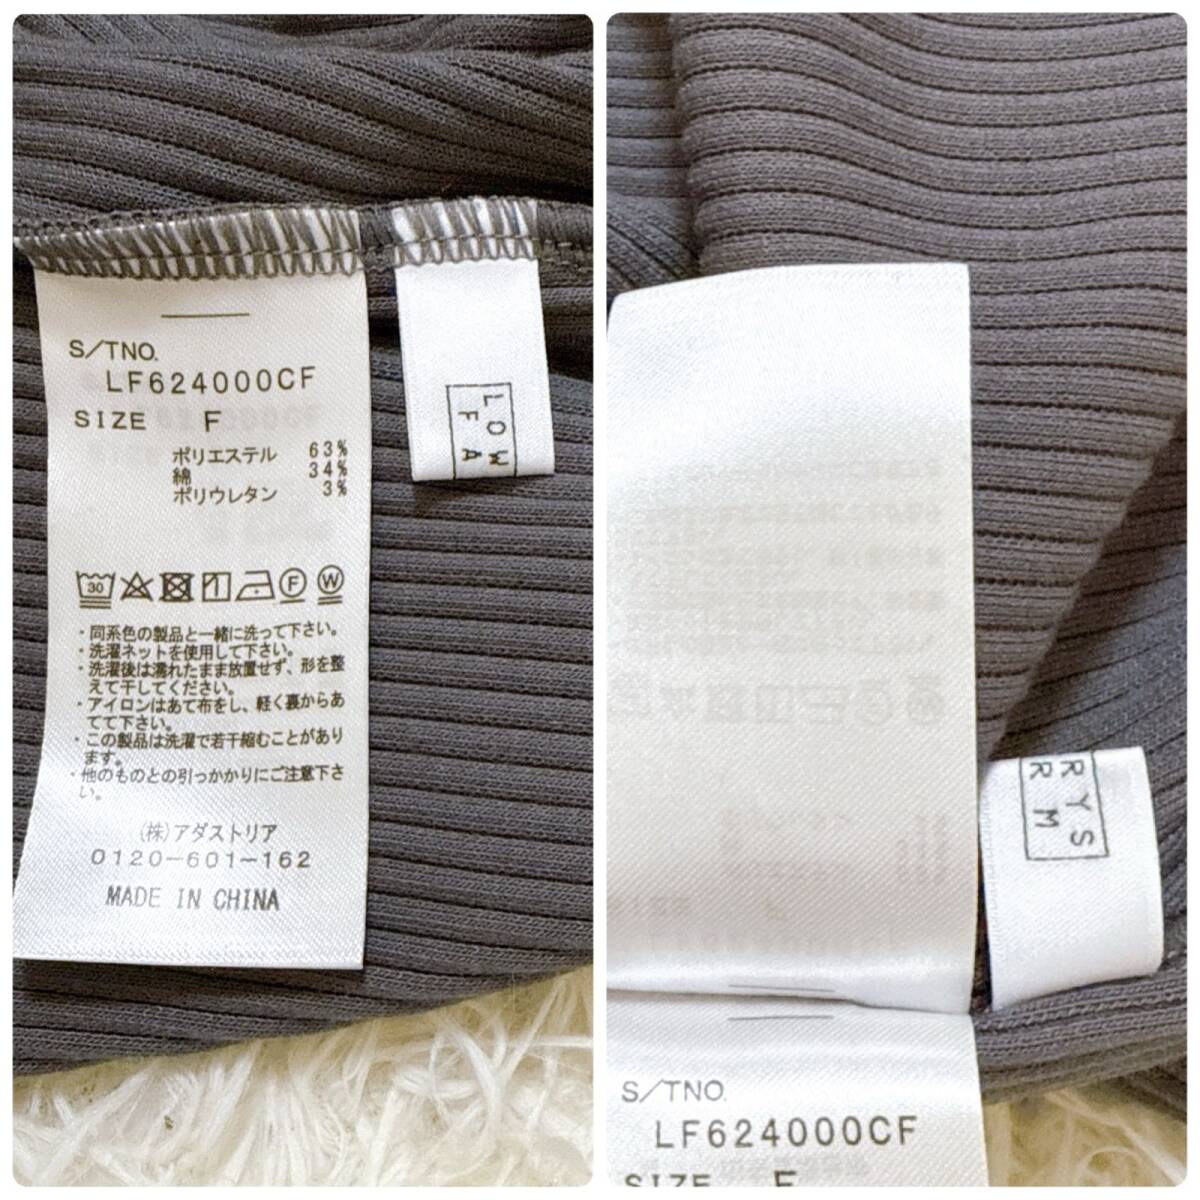 S/TNO.
LF624000CF
SIZE F
ポリエステル 63%
綿 34%
ポリウレタン 3%
30
F
W
・同系色の製品と一緒に洗って下さい。
・洗濯ネットを使用して下さい。
・洗濯後は濡れたまま放置せず、形を整
えて干してください。
・アイロンはあて布をし、軽く裏からあ
てて下さい。
・この製品は洗濯で若干縮むことがあり
ます。
・他のものとの引っかかりにご注意下さ
い。
(株)アダストリア
0120-601-162
MADE IN CHINA
LOW
FA
RYS
RM
S/TNO.
LF624000CF
SIZE F